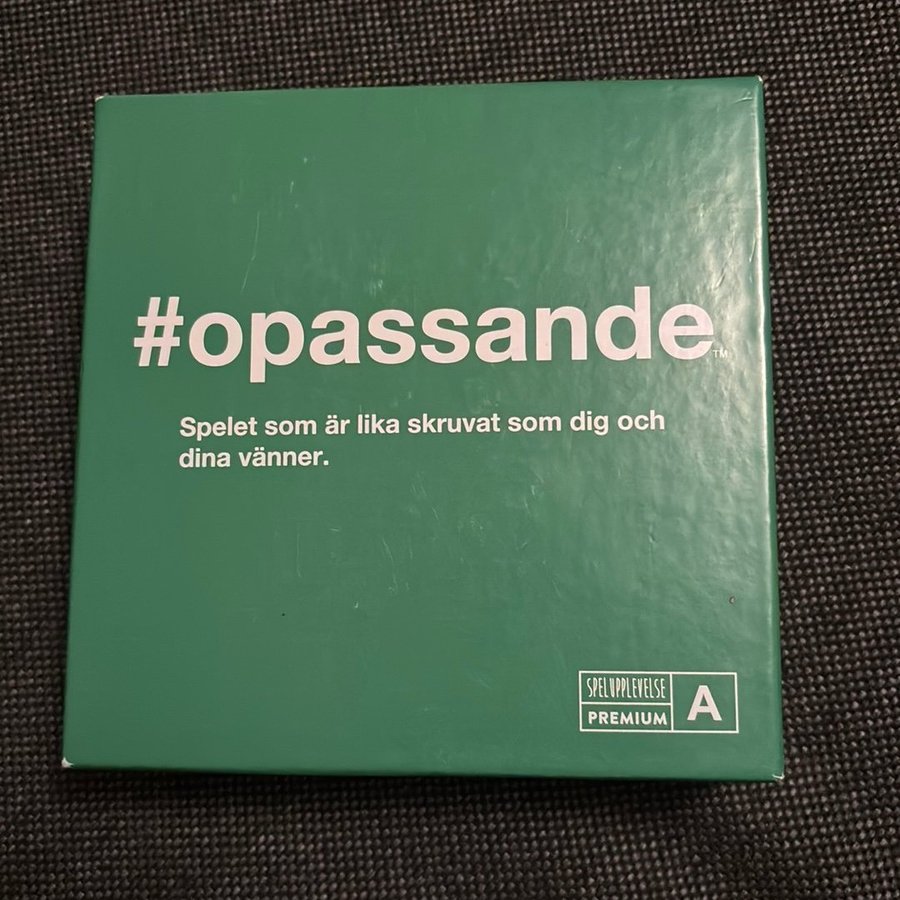 #opassande™
Spelet som är lika skruvat som dig och
dina vänner.
SPELUPPLEVELSE
PREMIUM
A